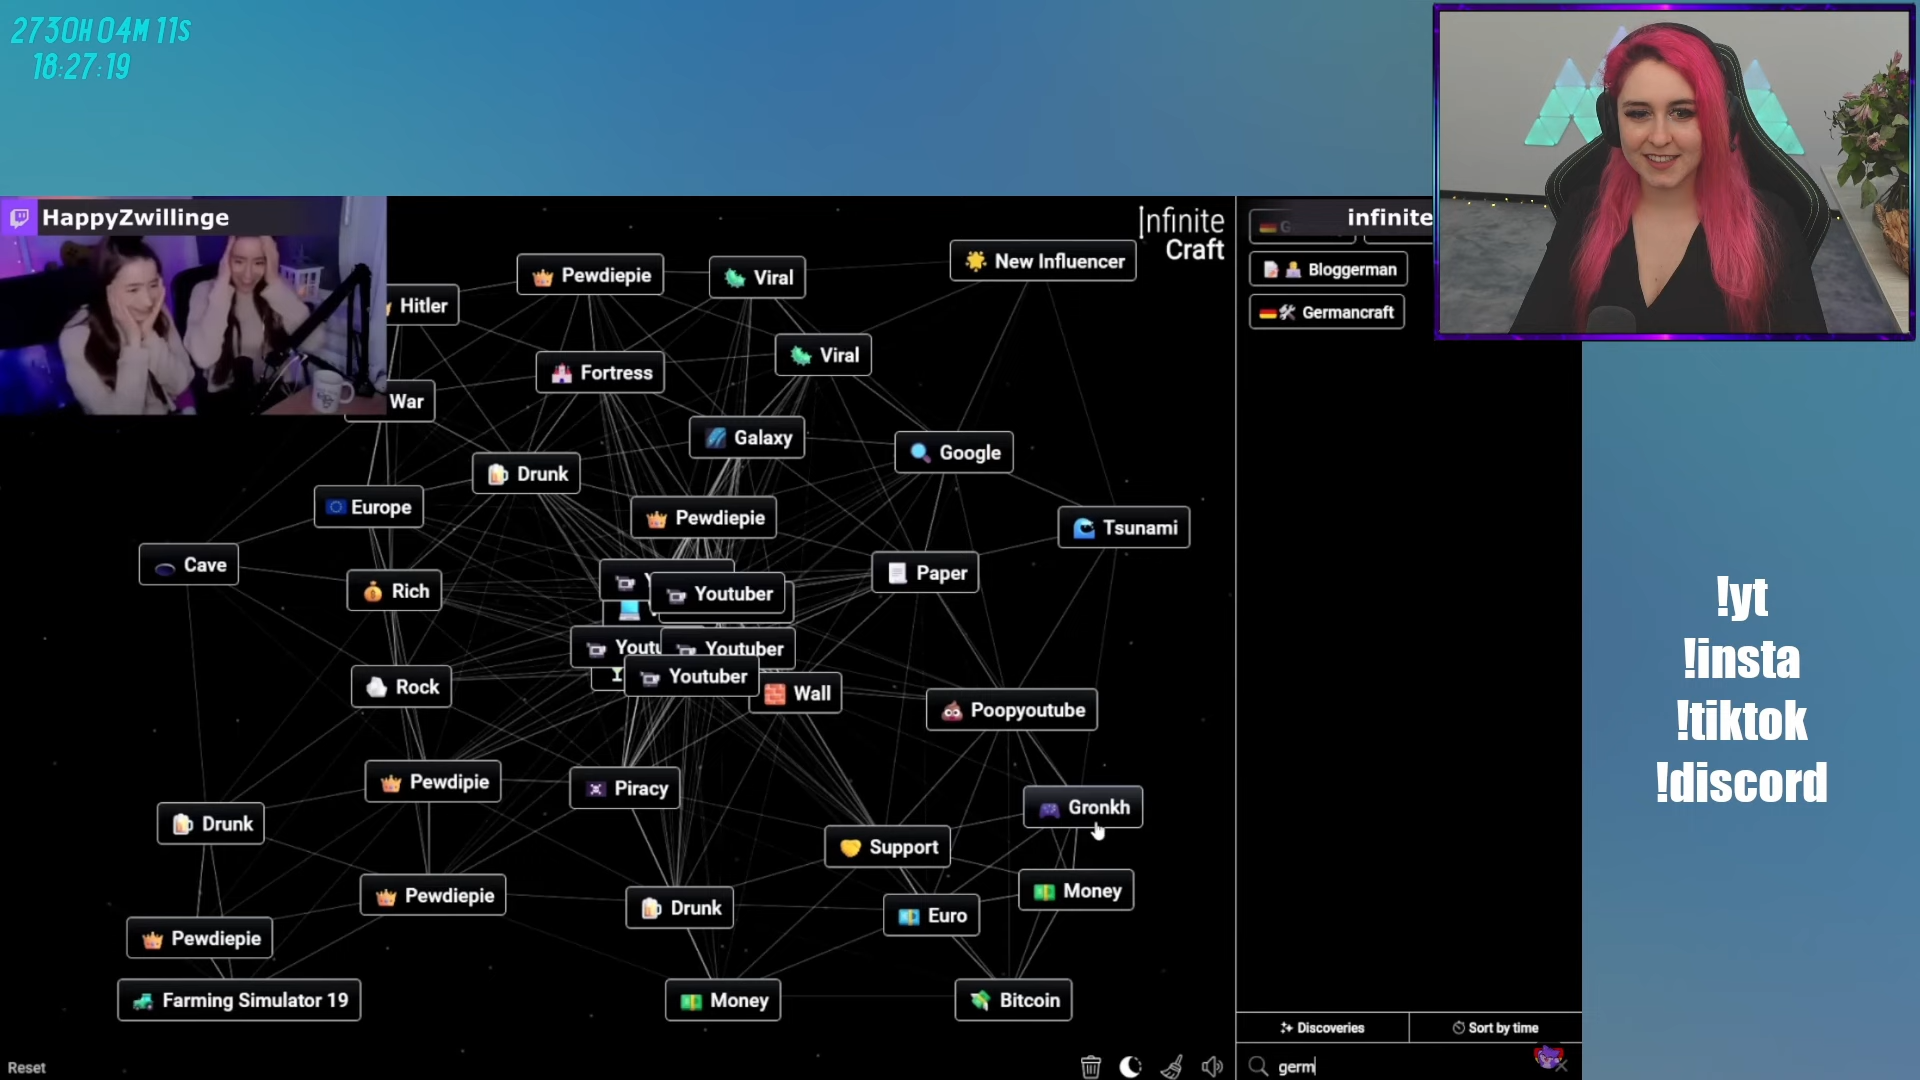 2730H 04M 11S
18:27:19
HappyZwillinge
Infinite
Craft
infinite
Pewdiepie
Viral
New Influencer
Bloggerman
Hitler
Germancraft
Viral
Fortress
War
Galaxy
Google
Drunk
Europe
Pewdiepie
Tsunami
Cave
Paper
Rich
Youtuber
Youtu
Youtuber
Youtuber
Rock
Wall
Poopyoutube
Pewdipie
Piracy
Gronkh
Drunk
Support
Money
Pewdiepie
Drunk
Euro
Pewdiepie
Farming Simulator 19
Money
Bitcoin
!yt
!insta
!tiktok
!discord
Discoveries
Sort by time
Reset
germ